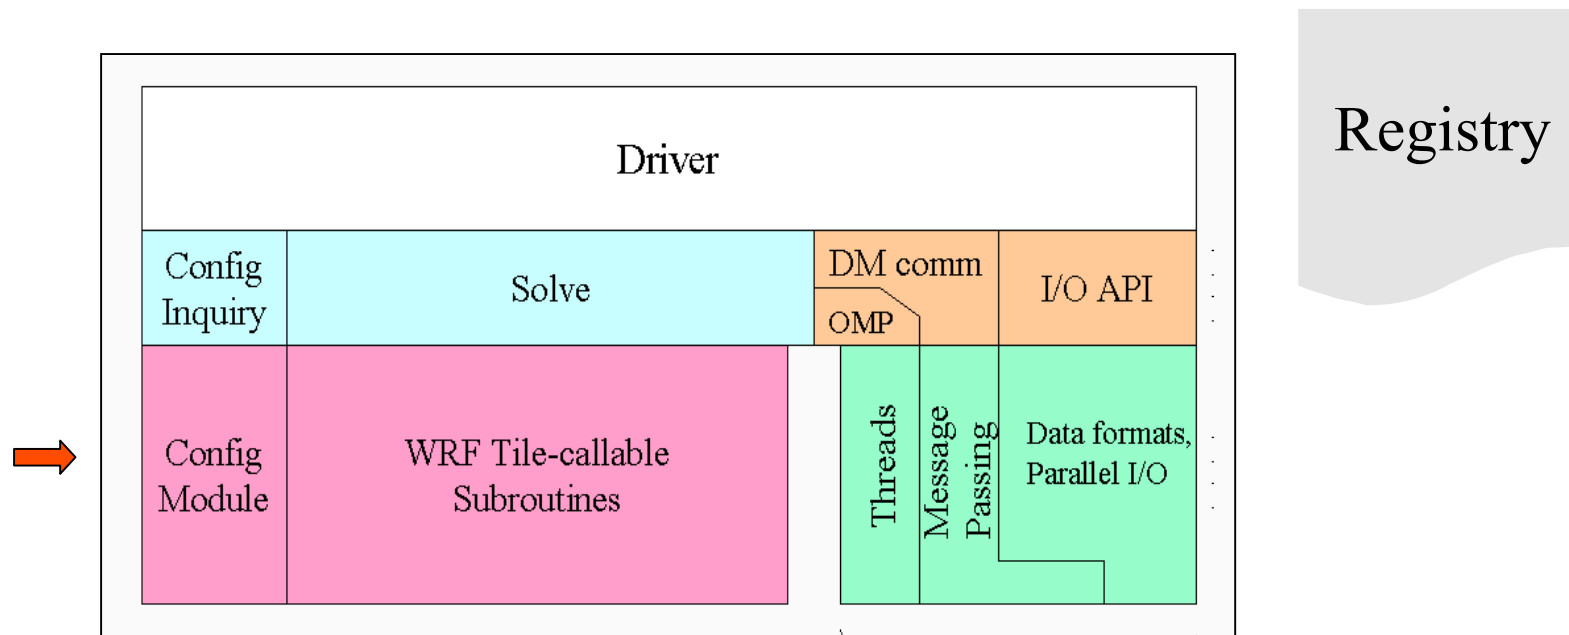 Registry
Driver
Config
Inquiry
Solve
DM comm
OMP
I/O API
Config
Module
WRF Tile-callable
Subroutines
Threads
Message
Passing
Data formats,
Parallel I/O